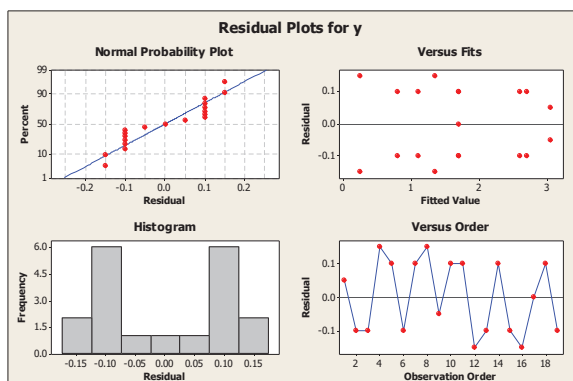 Residual Plots for y
Normal Probability Plot
Percent
99
90
50
10
1
-0.2 -0.1 0.0 0.1 0.2
Residual
Versus Fits
Residual
0.1
0.0
-0.1
0 1 2 3
Fitted Value
Histogram
Frequency
6.0
4.5
3.0
1.5
0.0
-0.15 -0.10 -0.05 0.00 0.05 0.10 0.15
Residual
Versus Order
Residual
0.1
0.0
-0.1
2 4 6 8 10 12 14 16 18
Observation Order